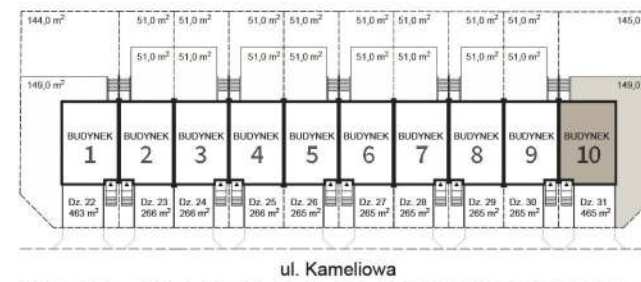 144,0 m² 51,0 m² 51,0 m² 51,0 m² 51,0 m² 51,0 m² 51,0 m² 51,0 m² 51,0 m² 145,0
51,0 m² 51,0 m² 51,0 m² 51,0 m² 51,0 m² 51,0 m² 51,0 m² 51,0 m²
149,0 m² 149,0
BUDYNEK BUDYNEK BUDYNEK BUDYNEK BUDYNEK BUDYNEK BUDYNEK BUDYNEK BUDYNEK BUDYNEK
1 2 3 4 5 6 7 8 9 10
Dz. 22 Dz. 23 Dz. 24 Dz. 25 Dz. 26 Dz. 27 Dz. 28 Dz. 29 Dz. 30 Dz. 31
463 m² 266 m² 266 m² 266 m² 265 m² 265 m² 265 m² 265 m² 265 m² 465 m²
ul. Kameliowa